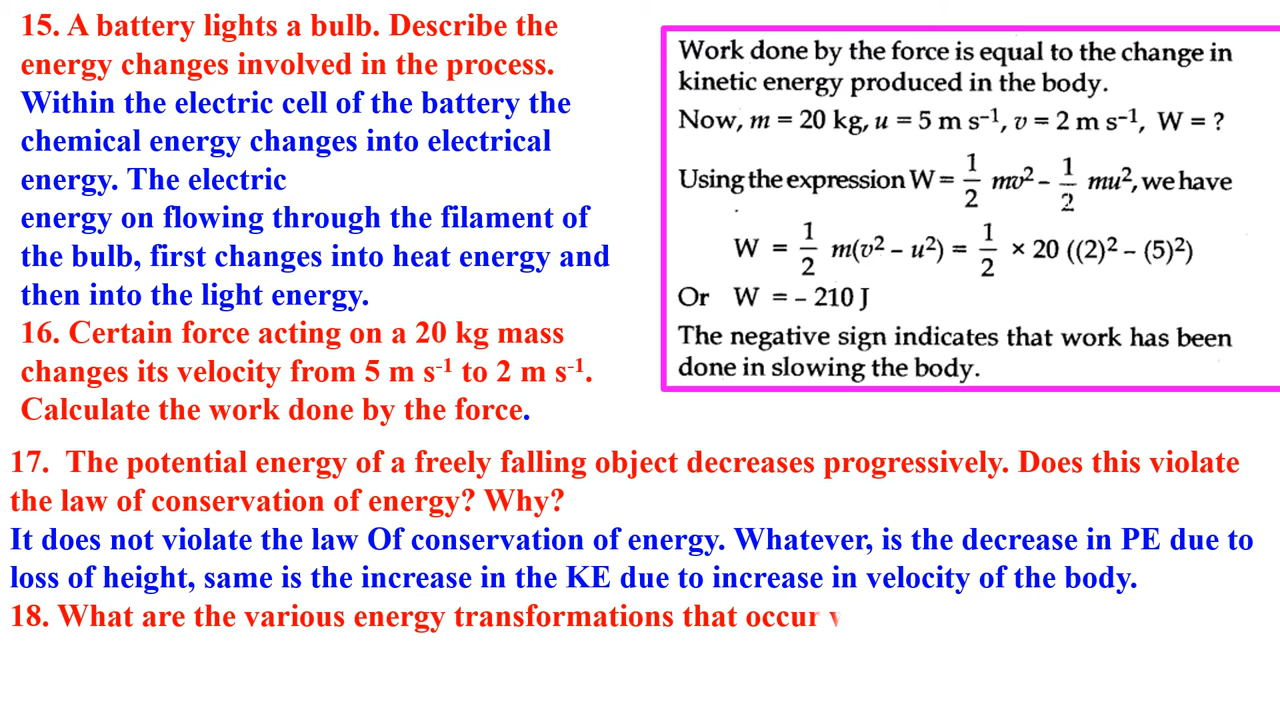 15. A battery lights a bulb. Describe the
energy changes involved in the process.
Within the electric cell of the battery the
chemical energy changes into electrical
energy. The electric
energy on flowing through the filament of
the bulb, first changes into heat energy and
then into the light energy.
16. Certain force acting on a 20 kg mass
changes its velocity from 5 m s⁻¹ to 2 m s⁻¹.
Calculate the work done by the force.
Work done by the force is equal to the change in
kinetic energy produced in the body.
Now, m = 20 kg, u = 5 m s⁻¹, v = 2 m s⁻¹, W = ?
Using the expression W = 1/2 mv² – 1/2 mu², we have
W = 1/2 m(v² – u²) = 1/2 × 20 ((2)² – (5)²)
Or W = – 210 J
The negative sign indicates that work has been
done in slowing the body.
17. The potential energy of a freely falling object decreases progressively. Does this violate
the law of conservation of energy? Why?
It does not violate the law Of conservation of energy. Whatever, is the decrease in PE due to
loss of height, same is the increase in the KE due to increase in velocity of the body.
18. What are the various energy transformations that occur